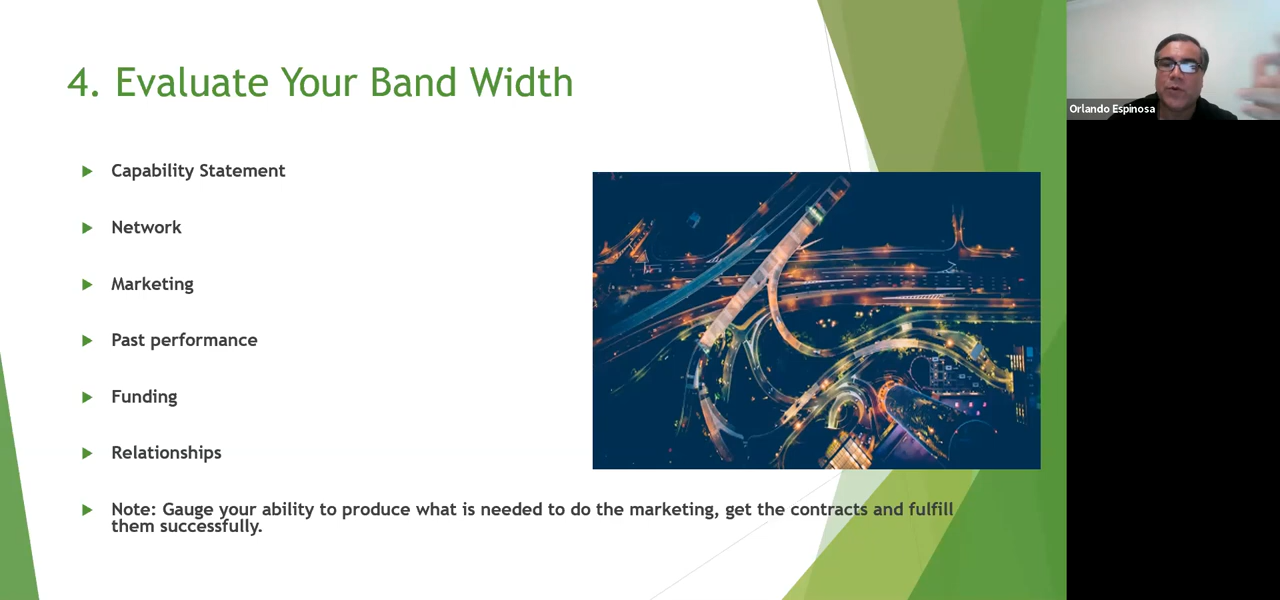 4. Evaluate Your Band Width
Capability Statement
Network
Marketing
Past performance
Funding
Relationships
Note: Gauge your ability to produce what is needed to do the marketing, get the contracts and fulfill
them successfully.
Orlando Espinosa